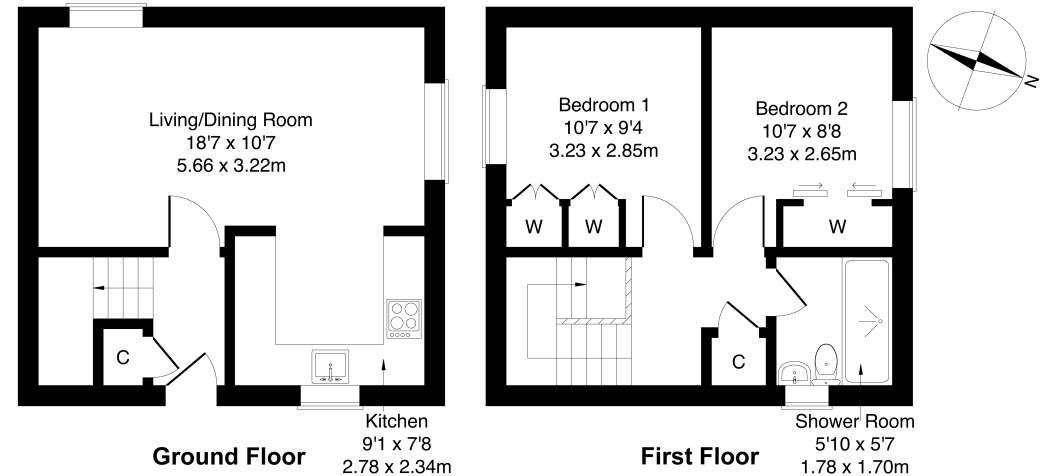 Living/Dining Room
18'7 x 10'7
5.66 x 3.22m
C
Kitchen
9'1 x 7'8
2.78 x 2.34m
Ground Floor
Bedroom 1
10'7 x 9'4
3.23 x 2.85m
W
W
Bedroom 2
10'7 x 8'8
3.23 x 2.65m
W
C
Shower Room
5'10 x 5'7
1.78 x 1.70m
First Floor
N